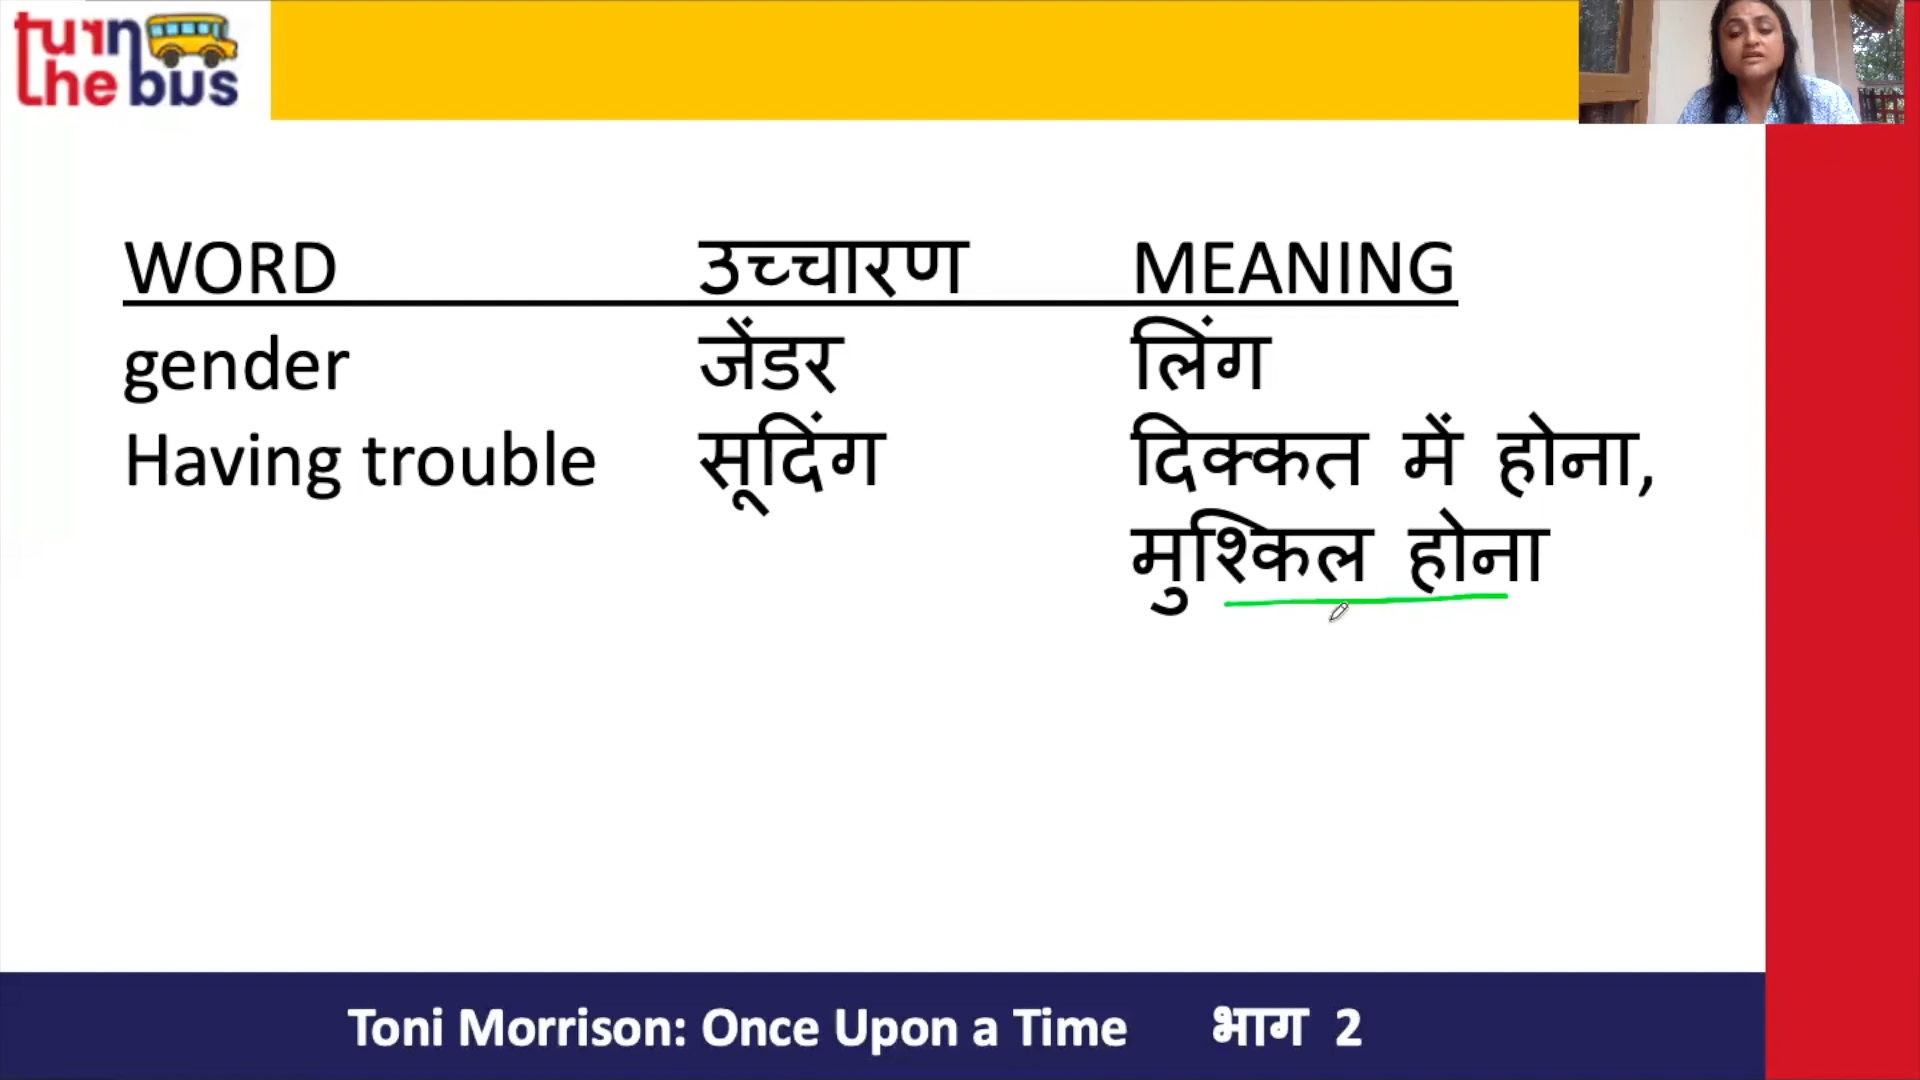 turn
the bus
WORD उच्चारण MEANING
gender जेंडर लिंग
Having trouble सूदिंग दिक्कत में होना,
मुश्किल होना
Toni Morrison: Once Upon a Time भाग 2